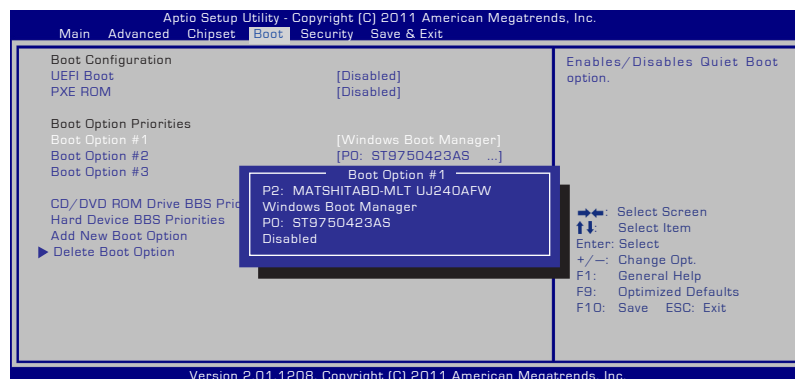 Aptio Setup Utility - Copyright (C) 2011 American Megatrends, Inc.
Main Advanced Chipset Boot Security Save & Exit
Boot Configuration
UEFI Boot [Disabled]
PXE ROM [Disabled]
Boot Option Priorities
Boot Option #1 [Windows Boot Manager]
Boot Option #2 [P0: ST9750423AS ...]
Boot Option #3
CD/DVD ROM Drive BBS Prio
Hard Device BBS Priorities
Add New Boot Option
Delete Boot Option
Boot Option #1
P2: MATSHITABD-MLT UJ240AFW
Windows Boot Manager
P0: ST9750423AS
Disabled
Enables/Disables Quiet Boot
option.
: Select Screen
: Select Item
Enter: Select
+/—: Change Opt.
F1: General Help
F9: Optimized Defaults
F10: Save ESC: Exit
Version 2.01.1208. Copyright (C) 2011 American Megatrends, Inc.